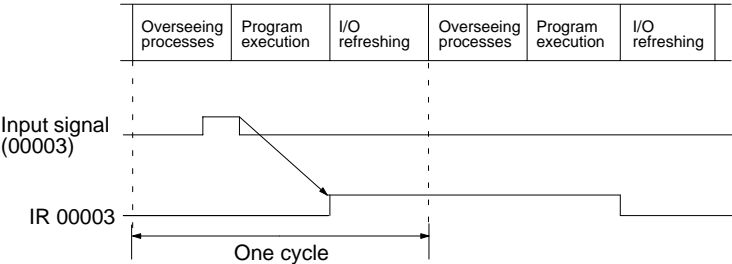 Overseeing processes
Program execution
I/O refreshing
Overseeing processes
Program execution
I/O refreshing
Input signal
(00003)
IR 00003
One cycle